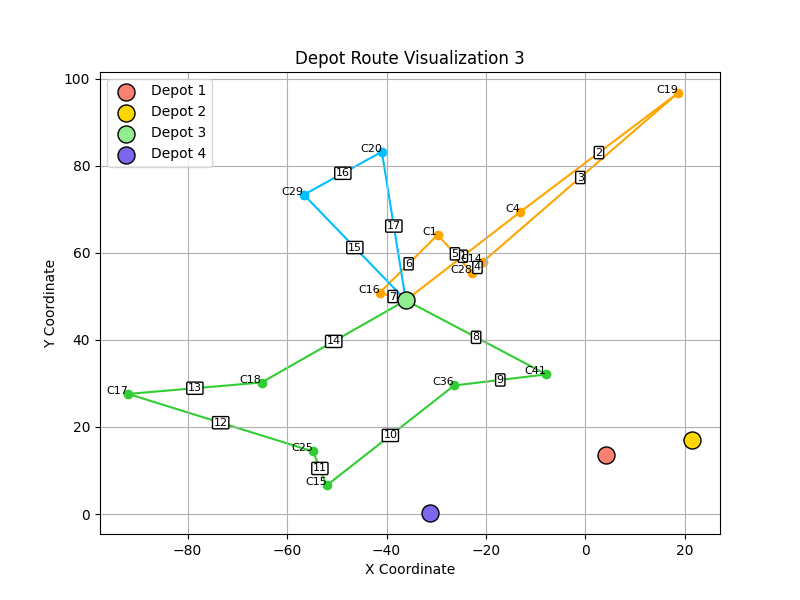 Depot Route Visualization 3
Depot 1
Depot 2
Depot 3
Depot 4
100
80
60
40
20
0
Y Coordinate
−80
−60
−40
−20
0
20
X Coordinate
C19
2
C20
16
3
C29
C4
17
C1
15
5
C14
6
C28
4
C16
7
8
14
C41
C36
9
C18
13
C17
12
10
C25
11
C15